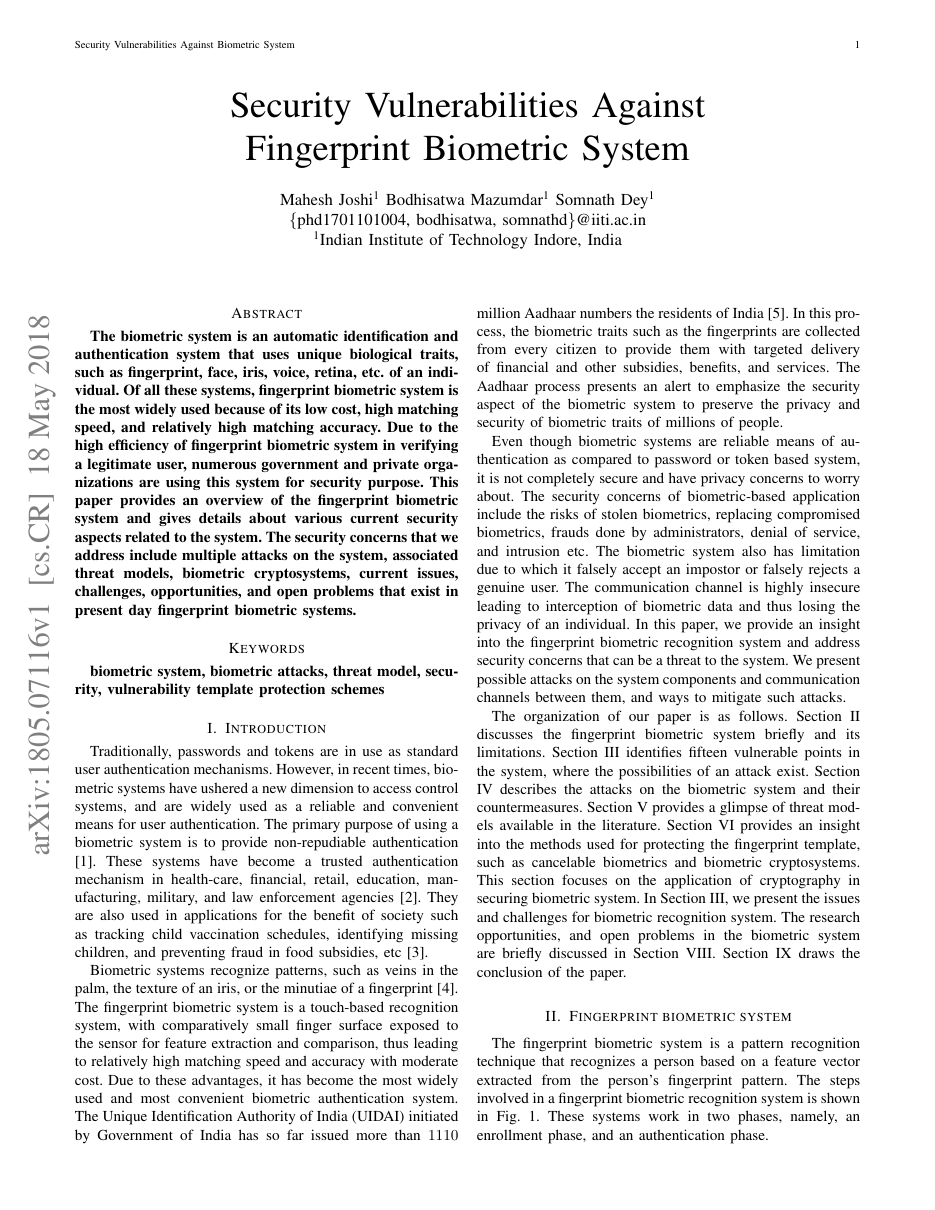 Security Vulnerabilities Against Biometric System
1
Security Vulnerabilities Against
Fingerprint Biometric System
Mahesh Joshi1 Bodhisatwa Mazumdar1 Somnath Dey1
{phd1701101004, bodhisatwa, somnathd}@iiti.ac.in
1Indian Institute of Technology Indore, India
arXiv:1805.07116v1 [cs.CR] 18 May 2018
ABSTRACT
The biometric system is an automatic identification and
authentication system that uses unique biological traits,
such as fingerprint, face, iris, voice, retina, etc. of an indi-
vidual. Of all these systems, fingerprint biometric system is
the most widely used because of its low cost, high matching
speed, and relatively high matching accuracy. Due to the
high efficiency of fingerprint biometric system in verifying
a legitimate user, numerous government and private orga-
nizations are using this system for security purpose. This
paper provides an overview of the fingerprint biometric
system and gives details about various current security
aspects related to the system. The security concerns that we
address include multiple attacks on the system, associated
threat models, biometric cryptosystems, current issues,
challenges, opportunities, and open problems that exist in
present day fingerprint biometric systems.
KEYWORDS
biometric system, biometric attacks, threat model, secu-
rity, vulnerability template protection schemes
I. INTRODUCTION
Traditionally, passwords and tokens are in use as standard
user authentication mechanisms. However, in recent times, bio-
metric systems have ushered a new dimension to access control
systems, and are widely used as a reliable and convenient
means for user authentication. The primary purpose of using a
biometric system is to provide non-repudiable authentication
[1]. These systems have become a trusted authentication
mechanism in health-care, financial, retail, education, man-
ufacturing, military, and law enforcement agencies [2]. They
are also used in applications for the benefit of society such
as tracking child vaccination schedules, identifying missing
children, and preventing fraud in food subsidies, etc [3].
Biometric systems recognize patterns, such as veins in the
palm, the texture of an iris, or the minutiae of a fingerprint [4].
The fingerprint biometric system is a touch-based recognition
system, with comparatively small finger surface exposed to
the sensor for feature extraction and comparison, thus leading
to relatively high matching speed and accuracy with moderate
cost. Due to these advantages, it has become the most widely
used and most convenient biometric authentication system.
The Unique Identification Authority of India (UIDAI) initiated
by Government of India has so far issued more than 1110
million Aadhaar numbers the residents of India [5]. In this pro-
cess, the biometric traits such as the fingerprints are collected
from every citizen to provide them with targeted delivery
of financial and other subsidies, benefits, and services. The
Aadhaar process presents an alert to emphasize the security
aspect of the biometric system to preserve the privacy and
security of biometric traits of millions of people.
Even though biometric systems are reliable means of au-
thentication as compared to password or token based system,
it is not completely secure and have privacy concerns to worry
about. The security concerns of biometric-based application
include the risks of stolen biometrics, replacing compromised
biometrics, frauds done by administrators, denial of service,
and intrusion etc. The biometric system also has limitation
due to which it falsely accept an impostor or falsely rejects a
genuine user. The communication channel is highly insecure
leading to interception of biometric data and thus losing the
privacy of an individual. In this paper, we provide an insight
into the fingerprint biometric recognition system and address
security concerns that can be a threat to the system. We present
possible attacks on the system components and communication
channels between them, and ways to mitigate such attacks.
The organization of our paper is as follows. Section II
discusses the fingerprint biometric system briefly and its
limitations. Section III identifies fifteen vulnerable points in
the system, where the possibilities of an attack exist. Section
IV describes the attacks on the biometric system and their
countermeasures. Section V provides a glimpse of threat mod-
els available in the literature. Section VI provides an insight
into the methods used for protecting the fingerprint template,
such as cancelable biometrics and biometric cryptosystems.
This section focuses on the application of cryptography in
securing biometric system. In Section III, we present the issues
and challenges for biometric recognition system. The research
opportunities, and open problems in the biometric system
are briefly discussed in Section VIII. Section IX draws the
conclusion of the paper.
II. FINGERPRINT BIOMETRIC SYSTEM
The fingerprint biometric system is a pattern recognition
technique that recognizes a person based on a feature vector
extracted from the person's fingerprint pattern. The steps
involved in a fingerprint biometric recognition system is shown
in Fig. 1. These systems work in two phases, namely, an
enrollment phase, and an authentication phase.